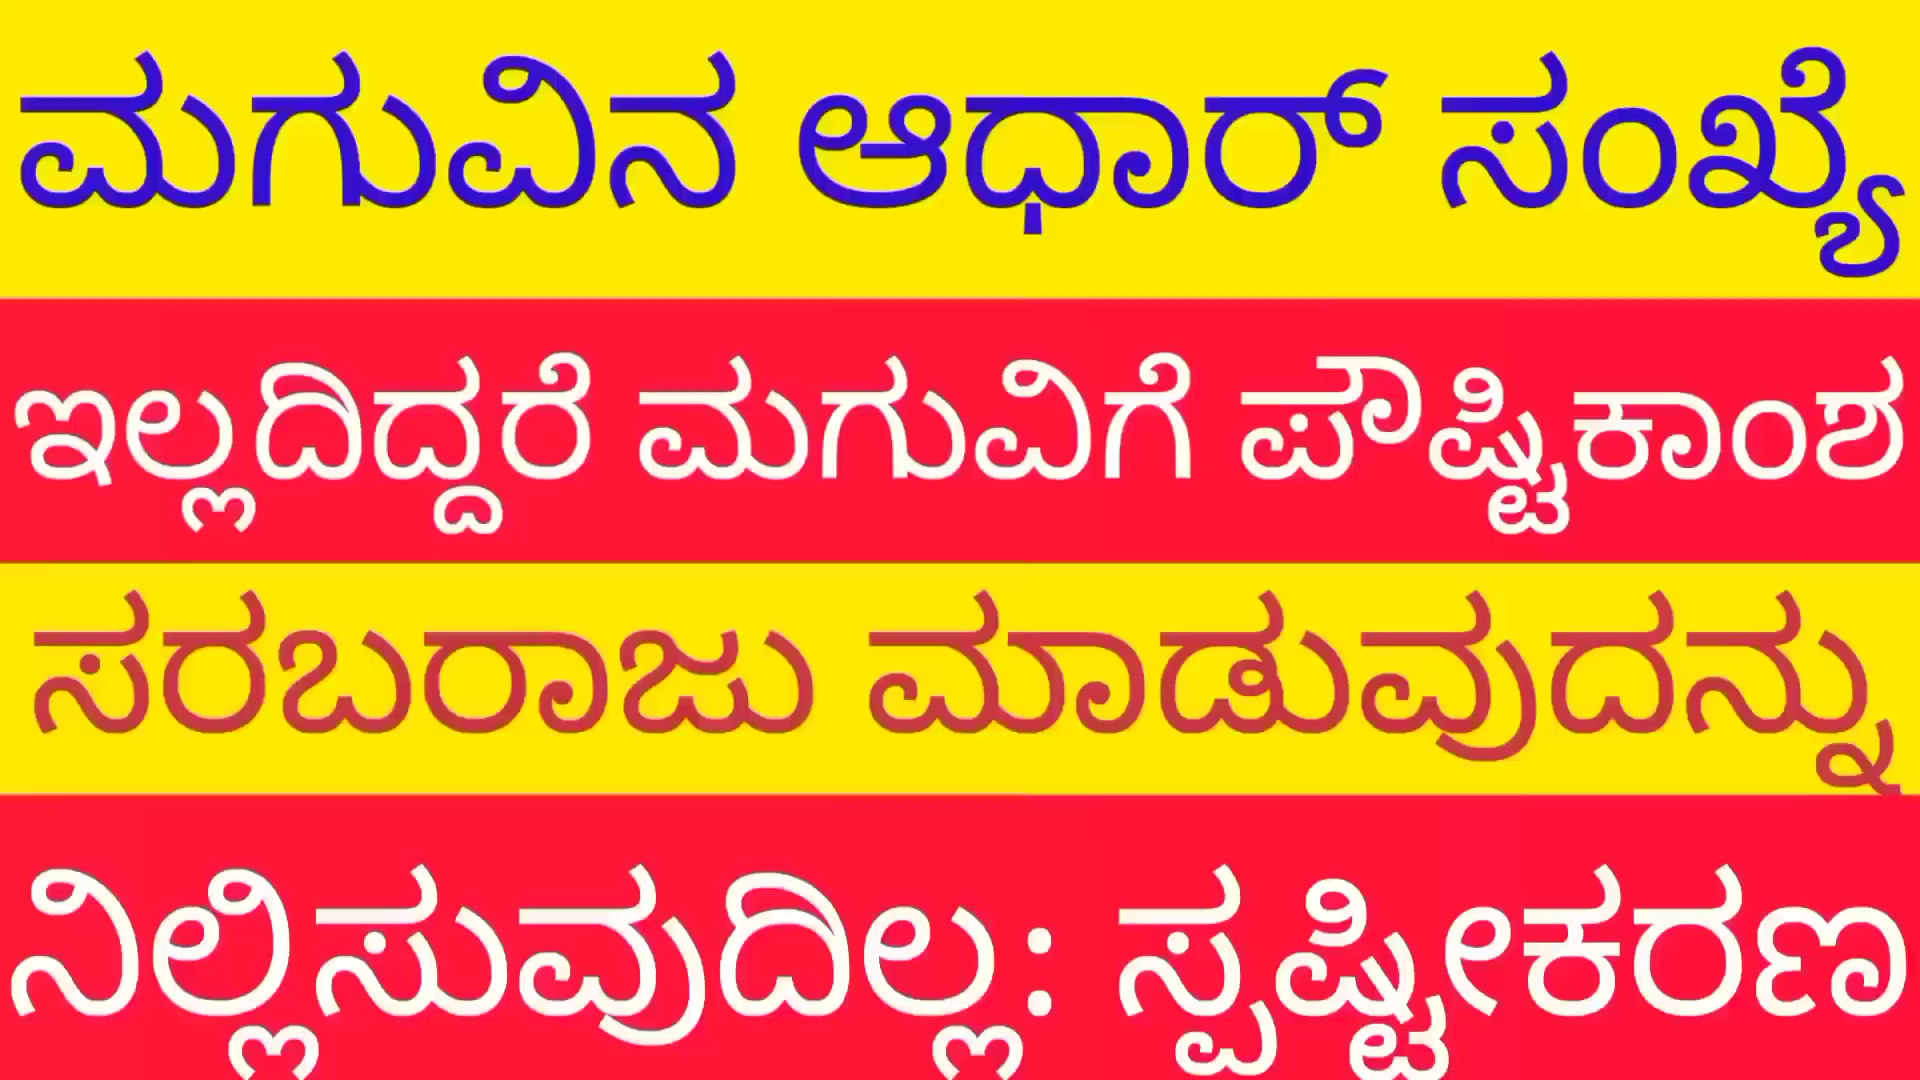 ಮಗುವಿನ ಆಧಾರ್ ಸಂಖ್ಯೆ
ಇಲ್ಲದಿದ್ದರೆ ಮಗುವಿಗೆ ಪೌಷ್ಟಿಕಾಂಶ
ಸರಬರಾಜು ಮಾಡುವುದನ್ನು
ನಿಲ್ಲಿಸುವುದಿಲ್ಲ: ಸ್ಪಷ್ಟೀಕರಣ